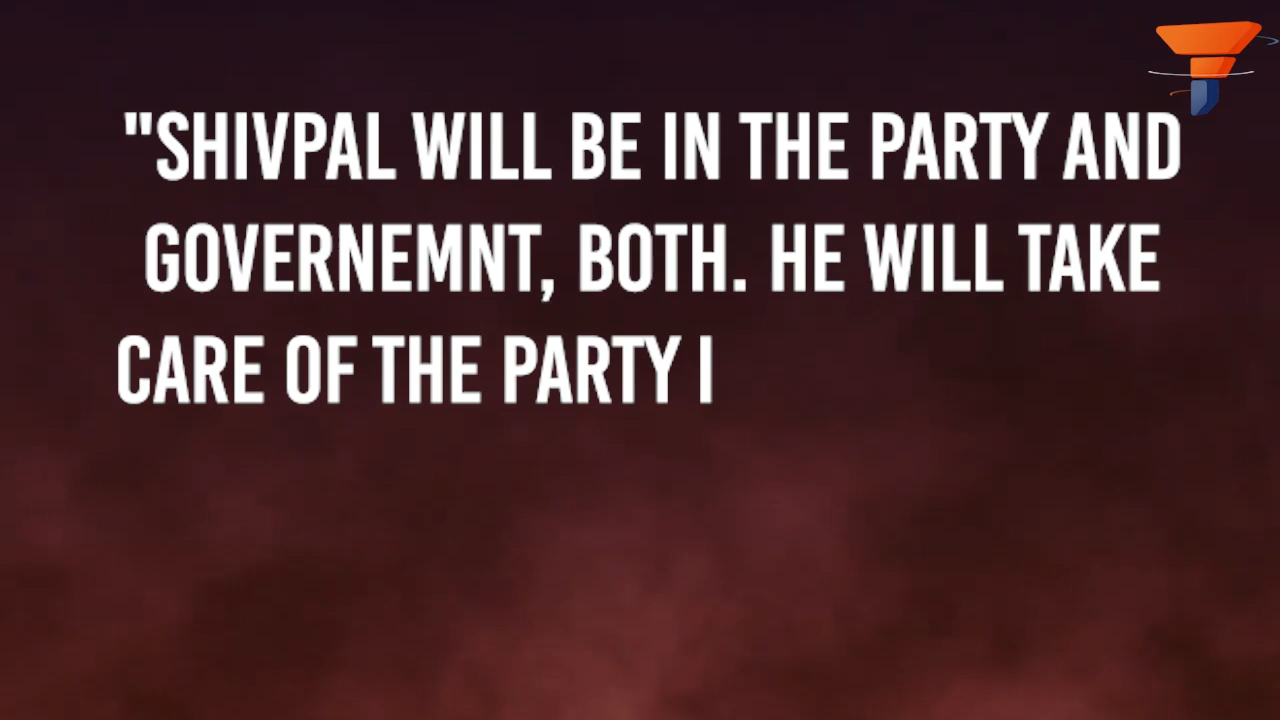 "SHIVPAL WILL BE IN THE PARTY AND
GOVERNEMNT, BOTH. HE WILL TAKE
CARE OF THE PARTY I